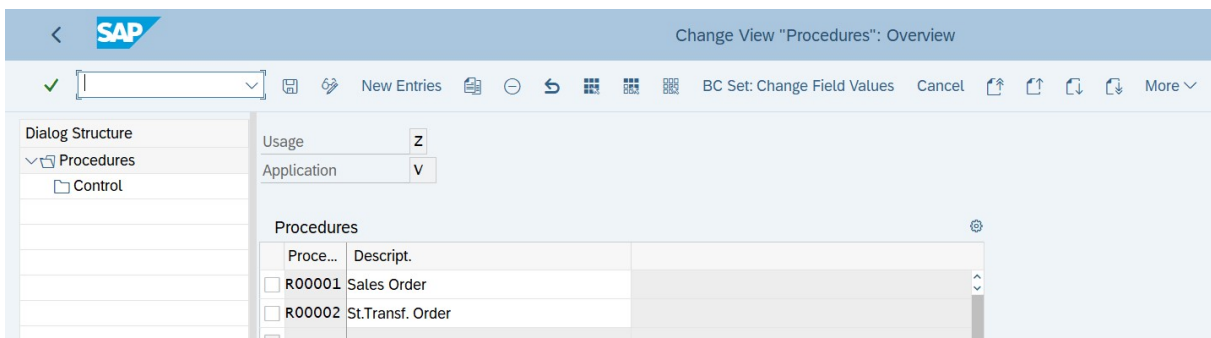 SAP
Change View "Procedures": Overview
New Entries BC Set: Change Field Values Cancel More
Dialog Structure
Procedures
Control
Usage Z
Application V
Procedures
Proce... Descript.
R00001 Sales Order
R00002 St.Transf. Order